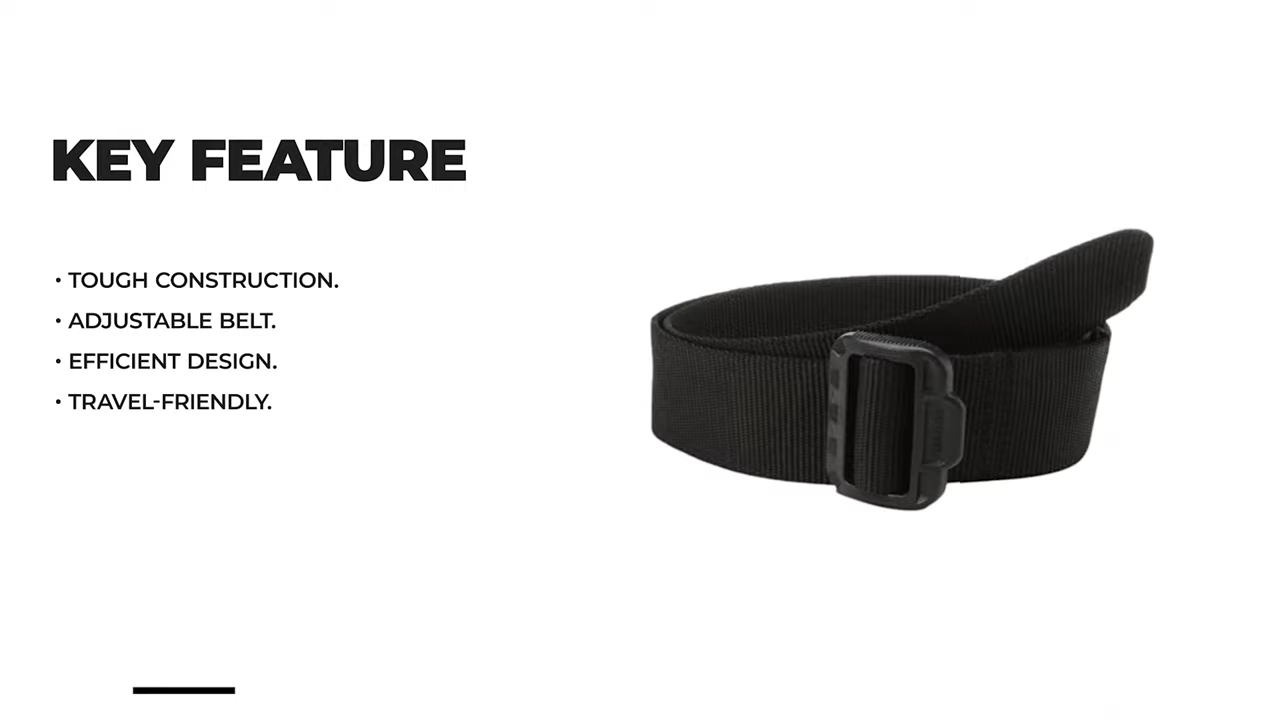 KEY FEATURE
• TOUGH CONSTRUCTION.
• ADJUSTABLE BELT.
• EFFICIENT DESIGN.
• TRAVEL-FRIENDLY.